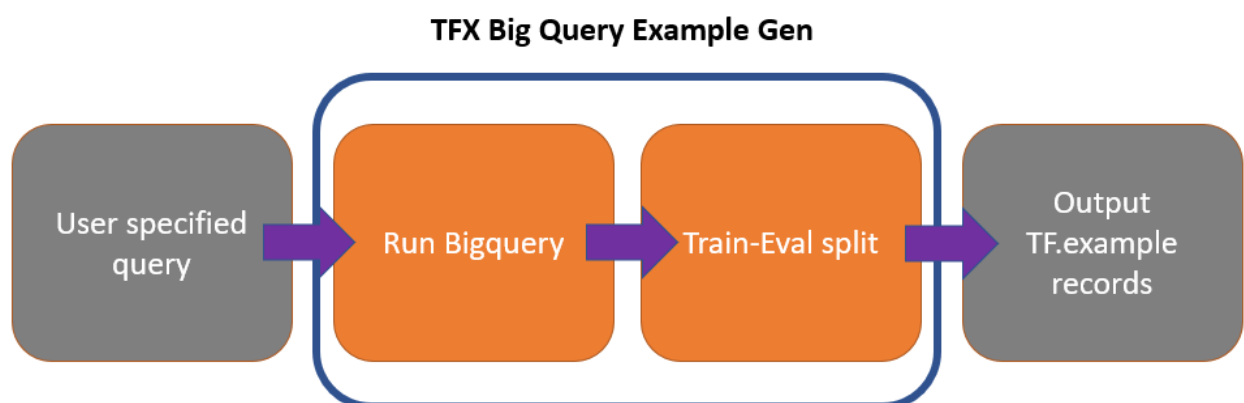 TFX Big Query Example Gen
User specified
query
Run Bigquery
Train-Eval split
Output
TF.example
records